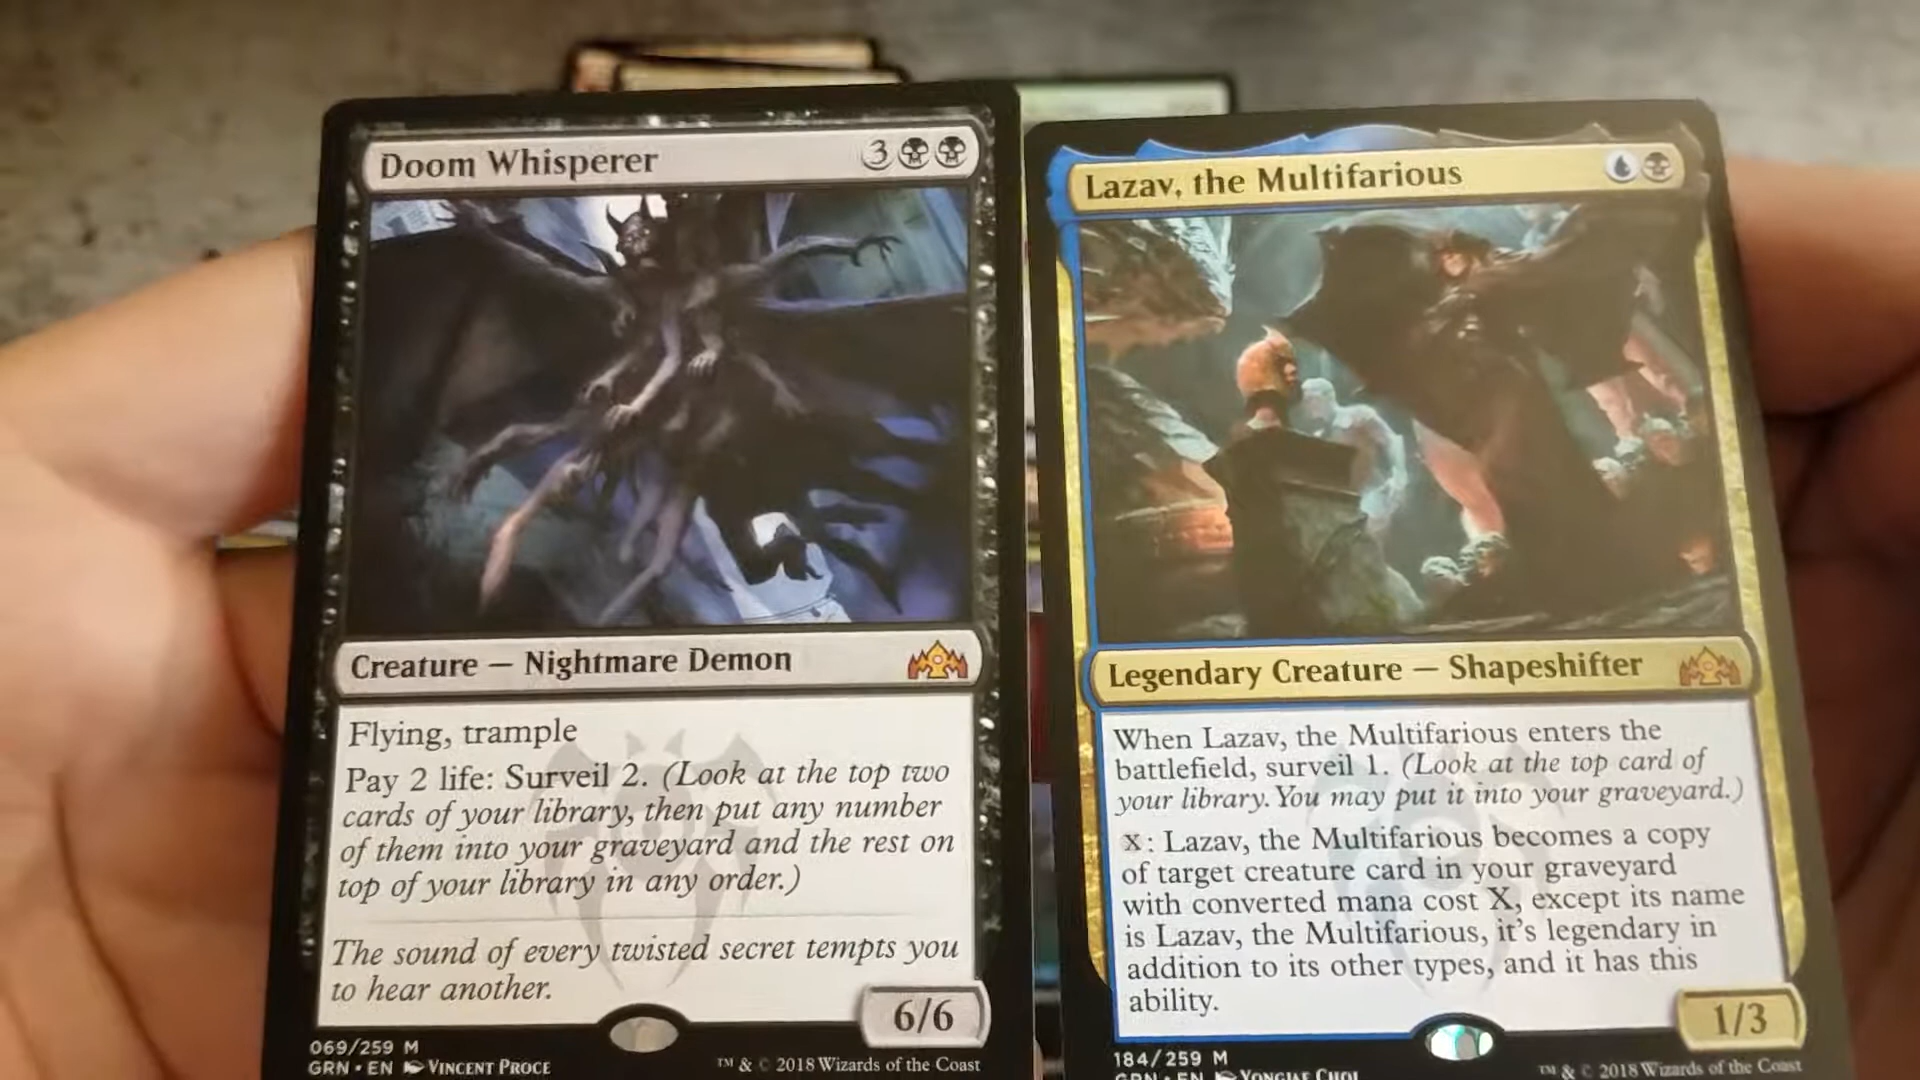 Doom Whisperer 3
Creature — Nightmare Demon
Flying, trample
Pay 2 life: Surveil 2. (Look at the top two
cards of your library, then put any number
of them into your graveyard and the rest on
top of your library in any order.)
The sound of every twisted secret tempts you
to hear another.
6/6
069/259 M
GRN • EN VINCENT PROCE
™ & © 2018 Wizards of the Coast
Lazav, the Multifarious
Legendary Creature — Shapeshifter
When Lazav, the Multifarious enters the
battlefield, surveil 1. (Look at the top card of
your library. You may put it into your graveyard.)
X: Lazav, the Multifarious becomes a copy
of target creature card in your graveyard
with converted mana cost X, except its name
is Lazav, the Multifarious, it's legendary in
addition to its other types, and it has this
ability.
1/3
184/259 M
GRN • EN YONGJAE CHOI
™ & © 2018 Wizards of the Coast